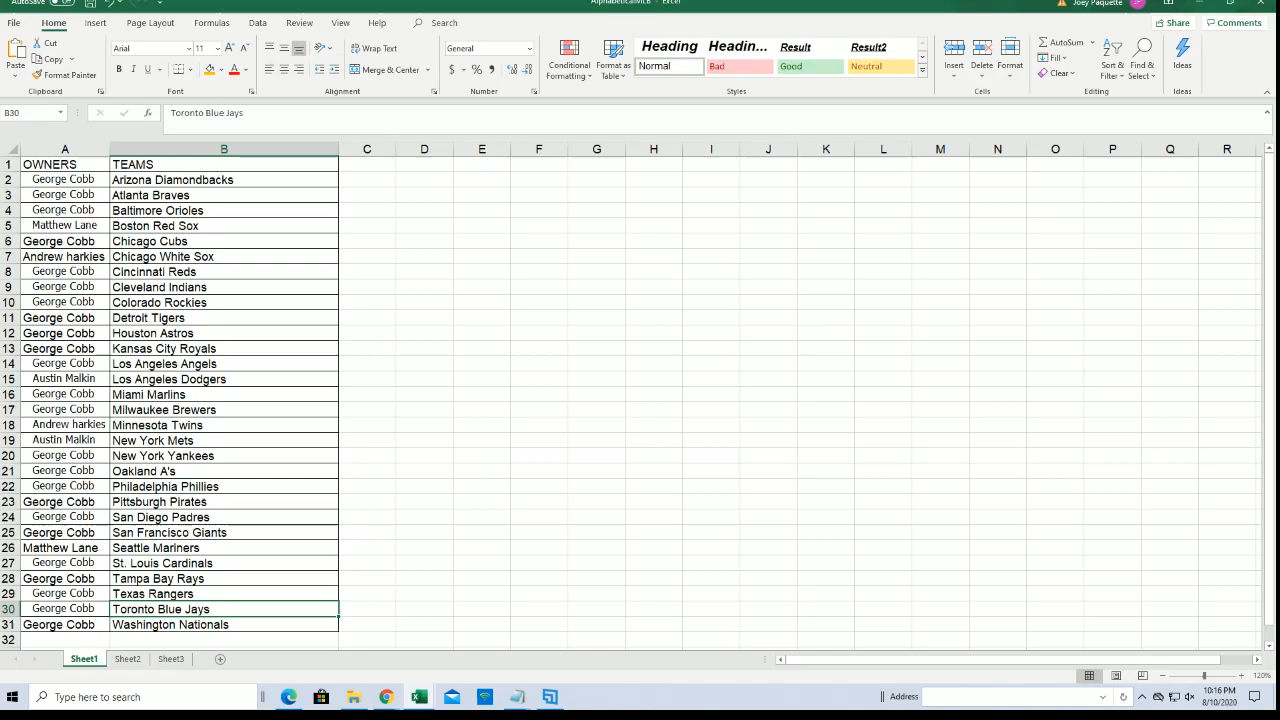 AutoSave Off AlphabeticalMLB - Excel Joey Paquette JP
File Home Insert Page Layout Formulas Data Review View Help Search Share Comments
Paste Cut Copy Format Painter Clipboard
Arial 11 A A B I U A Font
Wrap Text Merge & Center Alignment
General $ % , Number
Conditional Formatting Format as Table
Heading Headin... Result Result2
Normal Bad Good Neutral
Styles
Insert Delete Format Cells
AutoSum Fill Clear Sort & Filter Find & Select Editing
Ideas Ideas
B30 fx Toronto Blue Jays
A B C D E F G H I J K L M N O P Q R
1 OWNERS TEAMS
2 George Cobb Arizona Diamondbacks
3 George Cobb Atlanta Braves
4 George Cobb Baltimore Orioles
5 Matthew Lane Boston Red Sox
6 George Cobb Chicago Cubs
7 Andrew harkies Chicago White Sox
8 George Cobb Cincinnati Reds
9 George Cobb Cleveland Indians
10 George Cobb Colorado Rockies
11 George Cobb Detroit Tigers
12 George Cobb Houston Astros
13 George Cobb Kansas City Royals
14 George Cobb Los Angeles Angels
15 Austin Malkin Los Angeles Dodgers
16 George Cobb Miami Marlins
17 George Cobb Milwaukee Brewers
18 Andrew harkies Minnesota Twins
19 Austin Malkin New York Mets
20 George Cobb New York Yankees
21 George Cobb Oakland A's
22 George Cobb Philadelphia Phillies
23 George Cobb Pittsburgh Pirates
24 George Cobb San Diego Padres
25 George Cobb San Francisco Giants
26 Matthew Lane Seattle Mariners
27 George Cobb St. Louis Cardinals
28 George Cobb Tampa Bay Rays
29 George Cobb Texas Rangers
30 George Cobb Toronto Blue Jays
31 George Cobb Washington Nationals
32
Sheet1 Sheet2 Sheet3
120%
Type here to search Address 10:16 PM
8/10/2020